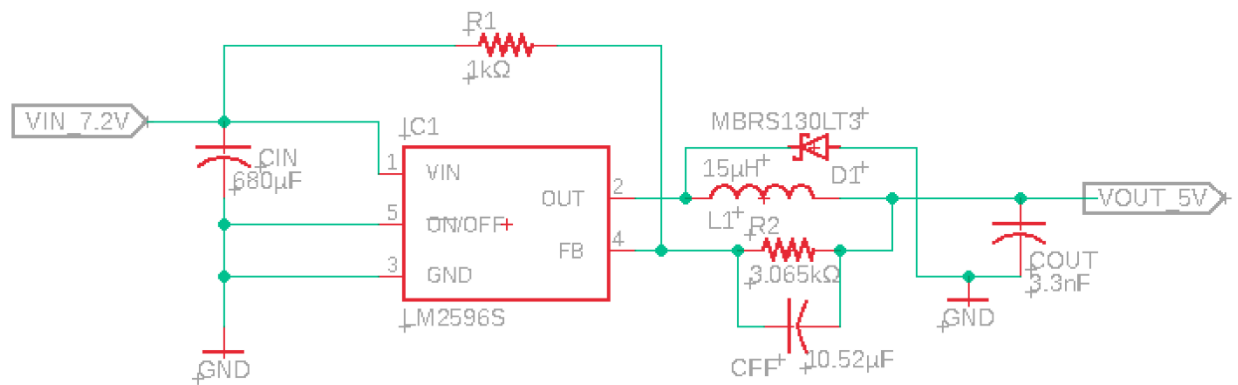 R1
1kΩ
VIN_7.2V
IC1
MBRS130LT3
CIN
680µF
1
VIN
15µH
D1
OUT
2
VOUT_5V
5
ON/OFF
L1
R2
FB
4
3
GND
3.065kΩ
COUT
3.3nF
LM2596S
GND
GND
CFF
10.52µF